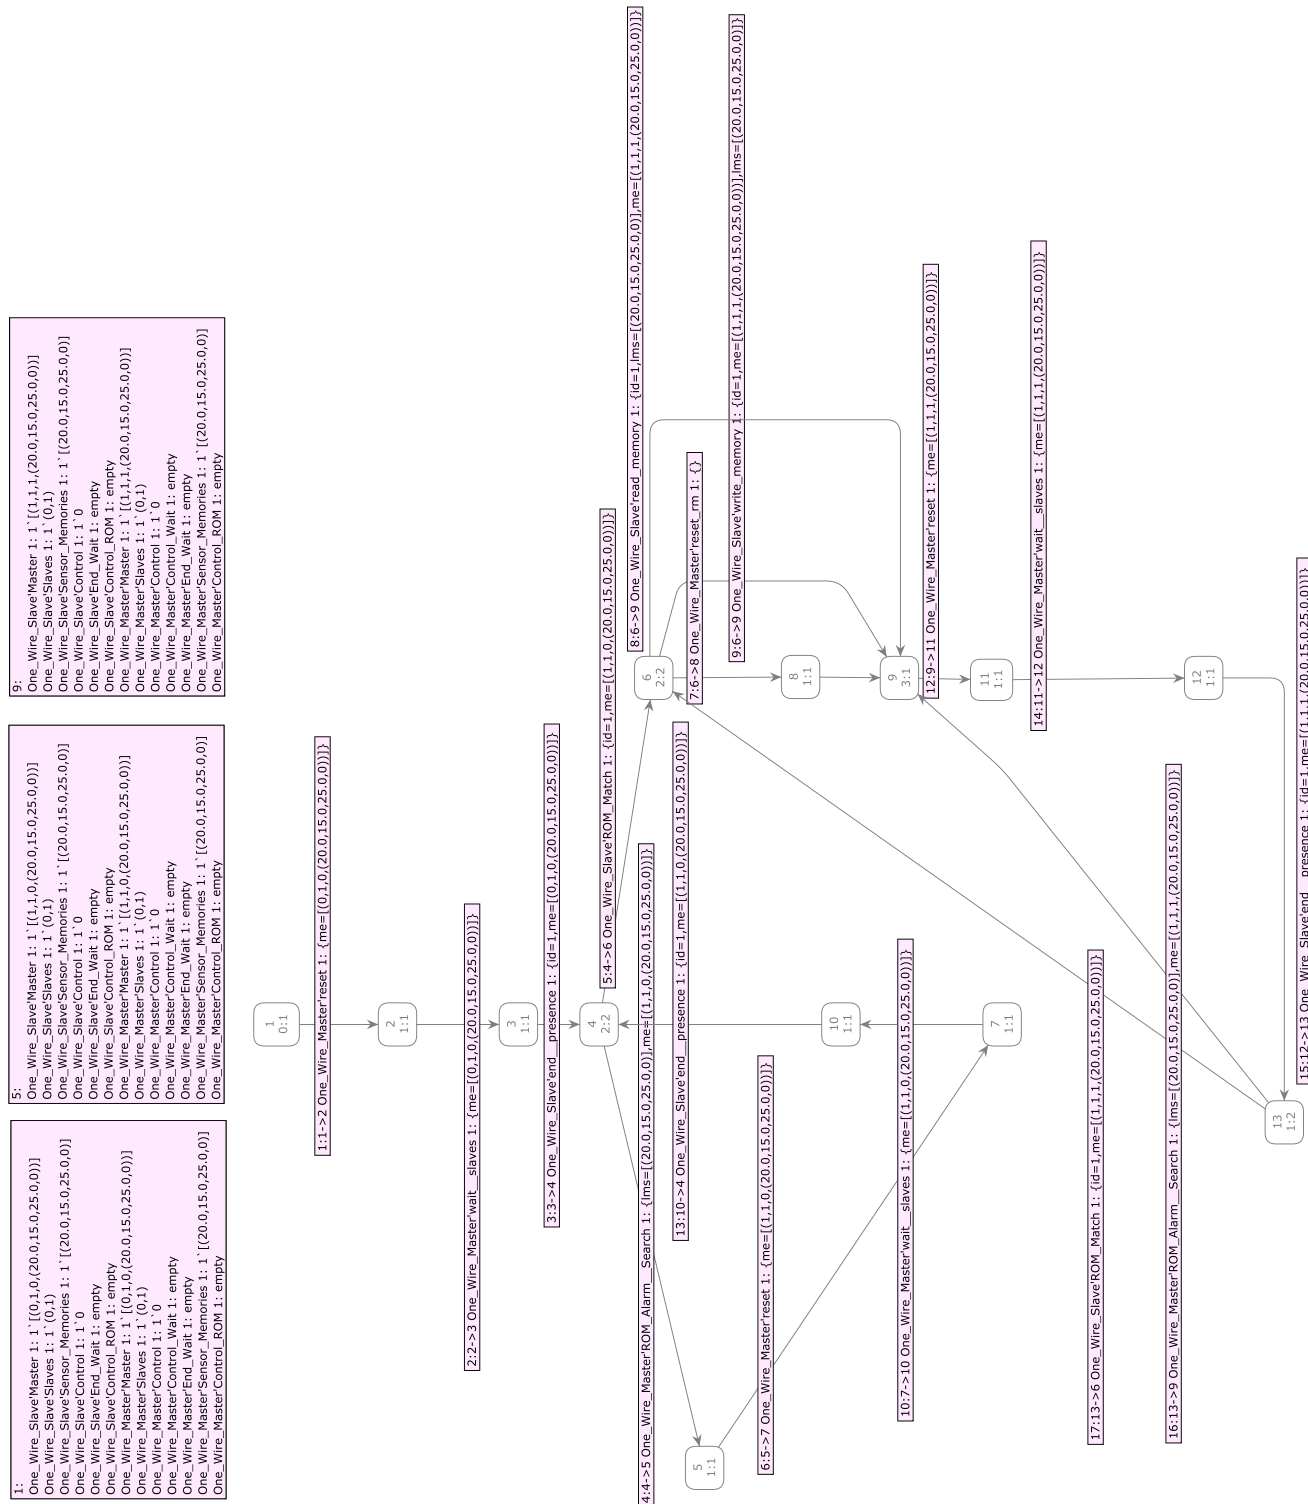 1:
One_Wire_Slave'Master 1: 1`[(0,1,0,(20.0,15.0,25.0,0))]
One_Wire_Slave'Slaves 1: 1`(0,1)
One_Wire_Slave'Sensor_Memories 1: 1`[(20.0,15.0,25.0,0)]
One_Wire_Slave'Control 1: 1`0
One_Wire_Slave'End_Wait 1: empty
One_Wire_Slave'Control_ROM 1: empty
One_Wire_Master'Master 1: 1`[(0,1,0,(20.0,15.0,25.0,0))]
One_Wire_Master'Slaves 1: 1`(0,1)
One_Wire_Master'Control 1: 1`0
One_Wire_Master'Control_Wait 1: empty
One_Wire_Master'End_Wait 1: empty
One_Wire_Master'Sensor_Memories 1: 1`[(20.0,15.0,25.0,0)]
One_Wire_Master'Control_ROM 1: empty
5:
One_Wire_Slave'Master 1: 1`[(1,1,0,(20.0,15.0,25.0,0))]
One_Wire_Slave'Slaves 1: 1`(0,1)
One_Wire_Slave'Sensor_Memories 1: 1`[(20.0,15.0,25.0,0)]
One_Wire_Slave'Control 1: 1`0
One_Wire_Slave'End_Wait 1: empty
One_Wire_Slave'Control_ROM 1: empty
One_Wire_Master'Master 1: 1`[(1,1,0,(20.0,15.0,25.0,0))]
One_Wire_Master'Slaves 1: 1`(0,1)
One_Wire_Master'Control 1: 1`0
One_Wire_Master'Control_Wait 1: empty
One_Wire_Master'End_Wait 1: empty
One_Wire_Master'Sensor_Memories 1: 1`[(20.0,15.0,25.0,0)]
One_Wire_Master'Control_ROM 1: empty
9:
One_Wire_Slave'Master 1: 1`[(1,1,1,(20.0,15.0,25.0,0))]
One_Wire_Slave'Slaves 1: 1`(0,1)
One_Wire_Slave'Sensor_Memories 1: 1`[(20.0,15.0,25.0,0)]
One_Wire_Slave'Control 1: 1`0
One_Wire_Slave'End_Wait 1: empty
One_Wire_Slave'Control_ROM 1: empty
One_Wire_Master'Master 1: 1`[(1,1,1,(20.0,15.0,25.0,0))]
One_Wire_Master'Slaves 1: 1`(0,1)
One_Wire_Master'Control 1: 1`0
One_Wire_Master'Control_Wait 1: empty
One_Wire_Master'End_Wait 1: empty
One_Wire_Master'Sensor_Memories 1: 1`[(20.0,15.0,25.0,0)]
One_Wire_Master'Control_ROM 1: empty
1
0:1
1:1->2 One_Wire_Master'reset 1: {me=[(0,1,0,(20.0,15.0,25.0,0))]}
2
1:1
2:2->3 One_Wire_Master'wait__slaves 1: {me=[(0,1,0,(20.0,15.0,25.0,0))]}
3
1:1
3:3->4 One_Wire_Slave'end__presence 1: {id=1,me=[(0,1,0,(20.0,15.0,25.0,0))]}
4
2:2
5:4->6 One_Wire_Slave'ROM_Match 1: {id=1,me=[(1,1,0,(20.0,15.0,25.0,0))]}
8:6->9 One_Wire_Slave'read_memory 1: {id=1,lms=[(20.0,15.0,25.0,0)],me=[(1,1,1,(20.0,15.0,25.0,0))]}
4:4->5 One_Wire_Master'ROM_Alarm__Search 1: {lms=[(20.0,15.0,25.0,0)],me=[(1,1,0,(20.0,15.0,25.0,0))]}
6
2:2
13:10->4 One_Wire_Slave'end__presence 1: {id=1,me=[(1,1,0,(20.0,15.0,25.0,0))]}
7:6->8 One_Wire_Master'reset_rm 1: {}
5
1:1
9:6->9 One_Wire_Slave'write_memory 1: {id=1,me=[(1,1,1,(20.0,15.0,25.0,0))],lms=[(20.0,15.0,25.0,0)]}
6:5->7 One_Wire_Master'reset 1: {me=[(1,1,0,(20.0,15.0,25.0,0))]}
8
1:1
10
1:1
9
3:1
10:7->10 One_Wire_Master'wait__slaves 1: {me=[(1,1,0,(20.0,15.0,25.0,0))]}
12:9->11 One_Wire_Master'reset 1: {me=[(1,1,1,(20.0,15.0,25.0,0))]}
11
1:1
7
1:1
14:11->12 One_Wire_Master'wait__slaves 1: {me=[(1,1,1,(20.0,15.0,25.0,0))]}
17:13->6 One_Wire_Slave'ROM_Match 1: {id=1,me=[(1,1,1,(20.0,15.0,25.0,0))]}
16:13->9 One_Wire_Master'ROM_Alarm__Search 1: {lms=[(20.0,15.0,25.0,0)],me=[(1,1,1,(20.0,15.0,25.0,0))]}
12
1:1
13
1:2
15:12->13 One_Wire_Slave'end__presence 1: {id=1,me=[(1,1,1,(20.0,15.0,25.0,0))]}